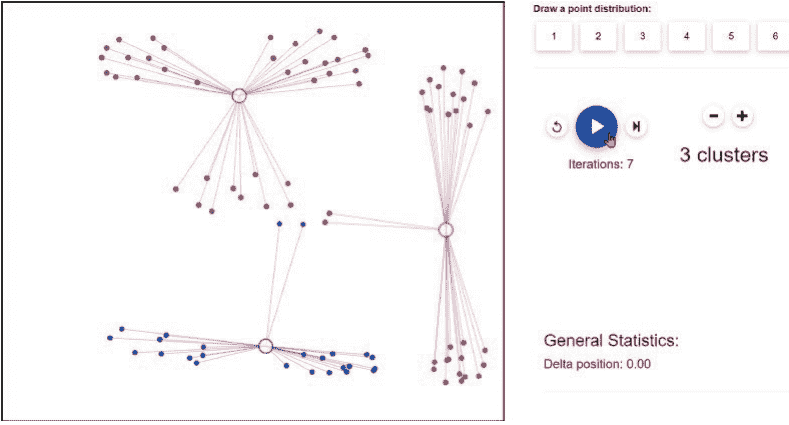 Draw a point distribution:
1 2 3 4 5 6
Iterations: 7
3 clusters
General Statistics:
Delta position: 0.00